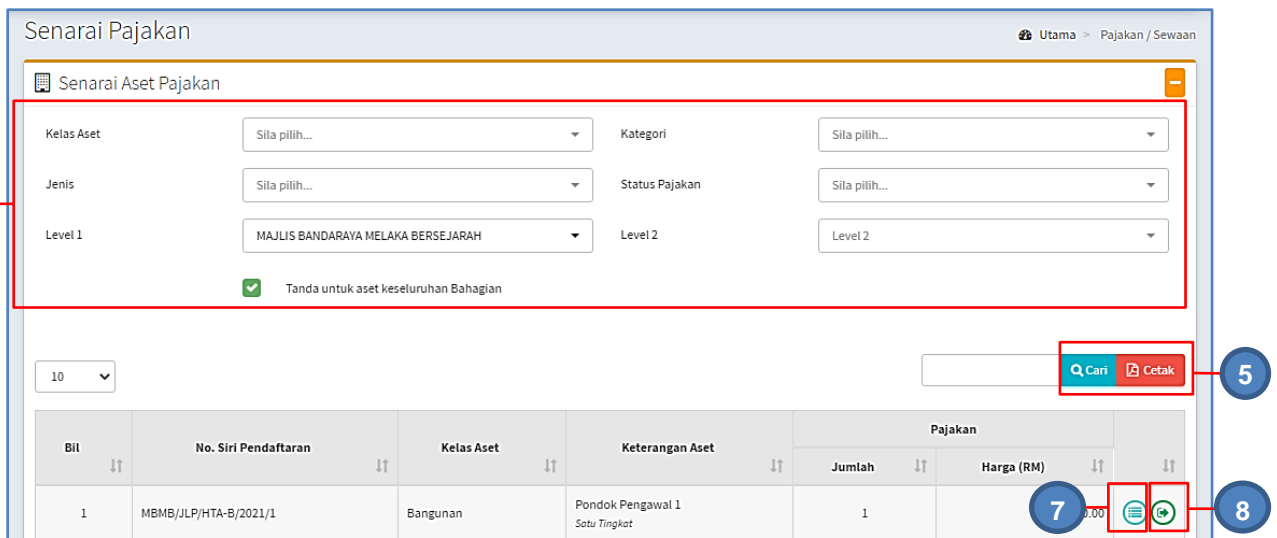 Senarai Pajakan
Utama > Pajakan / Sewaan
Senarai Aset Pajakan
Kelas Aset Sila pilih... Kategori Sila pilih...
Jenis Sila pilih... Status Pajakan Sila pilih...
Level 1 MAJLIS BANDARAYA MELAKA BERSEJARAH Level 2 Level 2
Tanda untuk aset keseluruhan Bahagian
10 Cari Cetak 5
Bil No. Siri Pendaftaran Kelas Aset Keterangan Aset Pajakan
Jumlah Harga (RM)
1 MBMB/JLP/HTA-B/2021/1 Bangunan Pondok Pengawal 1 1 .00 7 8
Satu Tingkat